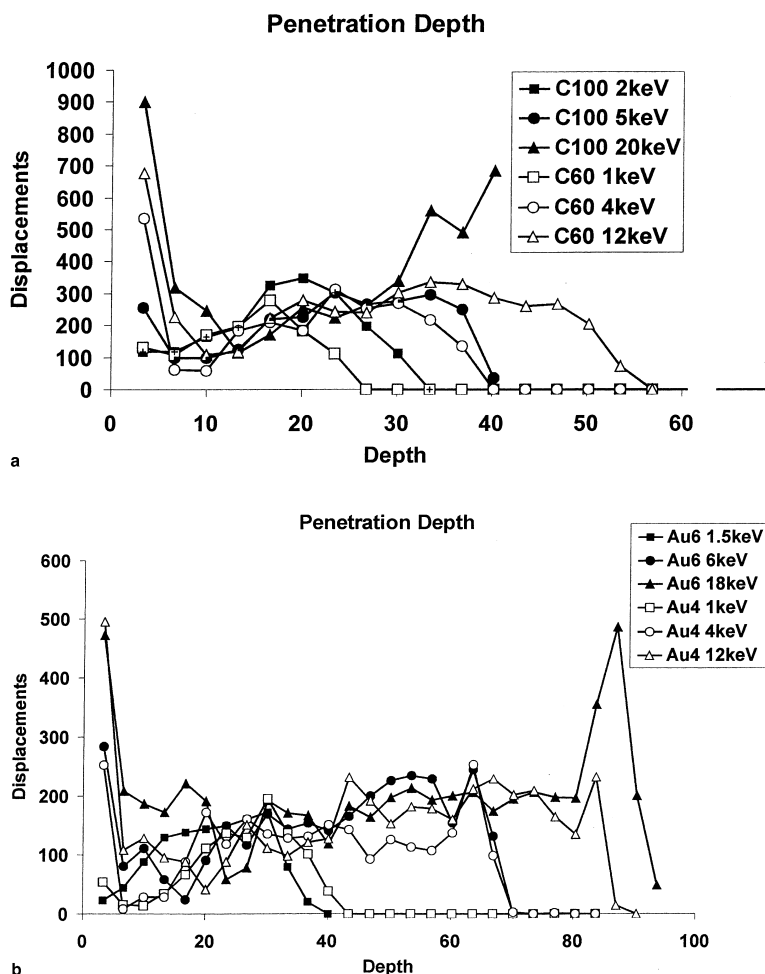 Penetration Depth
1000
900
800
700
600
500
400
300
200
100
0
Displacements
C100 2keV
C100 5keV
C100 20keV
C60 1keV
C60 4keV
C60 12keV
0 10 20 30 40 50 60
Depth
a
Penetration Depth
600
500
400
300
200
100
0
Displacements
Au6 1.5keV
Au6 6keV
Au6 18keV
Au4 1keV
Au4 4keV
Au4 12keV
0 20 40 60 80 100
Depth
b